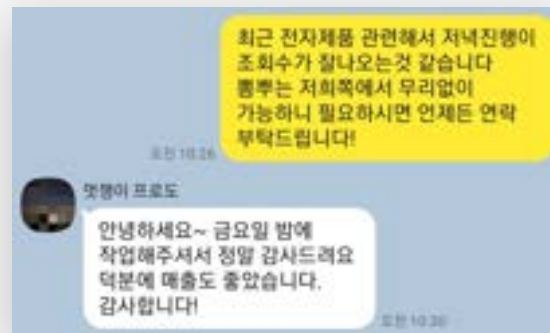 최근 전자제품 관련해서 저녁진행이
조회수가 잘나오는것 같습니다
뽐뿌는 저희쪽에서 무리없이
가능하니 필요하시면 언제든 연락
부탁드립니다!
오전 10:26
멋쟁이 프로도
안녕하세요~ 금요일 밤에
작업해주셔서 정말 감사드려요
덕분에 매출도 좋았습니다.
감사합니다!
오전 10:30